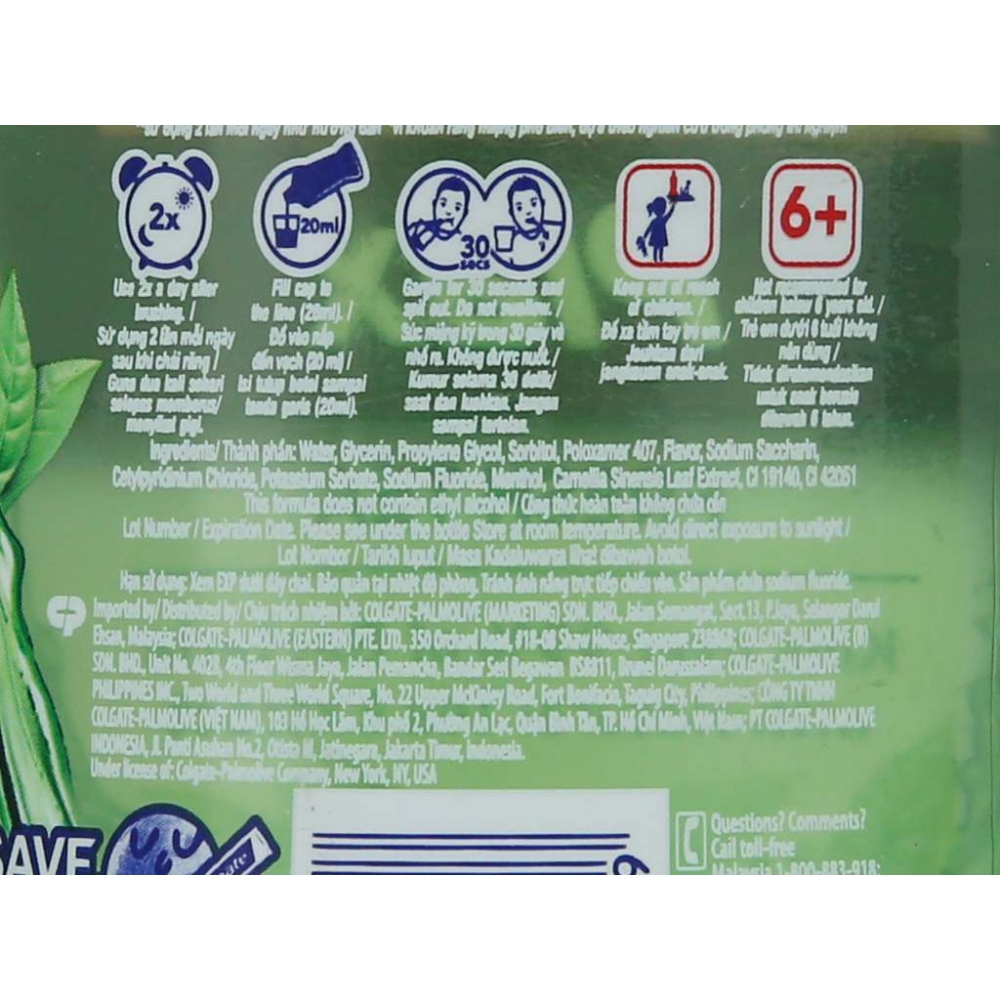 2x
20ml
30
SECS
6+
Use 2x a day after
brushing. /
Sử dụng 2 lần mỗi ngày
sau khi chải răng /
Guna dua kali sehari
selepas
gigi.
Fill cap to
the line (20ml). /
Đổ vào nắp
đến vạch (20 ml) /
Isi tutup botol sampai
garis (20ml).
Gargle for 30 seconds and
spit out. Do not swallow. /
Súc miệng kỹ trong 30 giây và
nhổ ra. Không được nuốt. /
Kumur selama 30 detik/
saat dan Jangan
sampai tertelan.
Keep out of reach
of children. /
Để xa tầm tay trẻ em /
Jauhkan dari
jangkauan anak-anak.
Not recommended for
children below 6 years old. /
Trẻ em dưới 6 tuổi không
nên dùng /
Tidak
untuk
6
Ingredients/ Thành phần: Water, Glycerin, Propylene Glycol, Sorbitol, Poloxamer 407, Flavor, Sodium Saccharin,
Cetylpyridinium Chloride, Potassium Sorbate, Sodium Fluoride, Menthol, Camellia Sinensis Leaf Extract, CI 19140, CI 42051
This formula does not contain ethyl alcohol / Công thức hoàn toàn không chứa cồn
Lot Number / Expiration Date. Please see under the bottle Store at room temperature. Avoid direct exposure to sunlight /
Lot Nombor / Tarikh luput / Masa Kadaluwarsa lihat dibawah botol.
Hạn sử dụng: Xem EXP dưới đáy chai. Bảo quản tại nhiệt độ phòng. Tránh ánh nắng trực tiếp chiếu vào. Sản phẩm chứa sodium fluoride.
Imported by/ Distributed by/ Chịu trách nhiệm bởi: COLGATE-PALMOLIVE (MARKETING) SDN. BHD., Jalan Semangat, Sect. 13, P.Jaya, Selangor Darul
Ehsan, Malaysia; COLGATE-PALMOLIVE (EASTERN) PTE. LTD., 350 Orchard Road, #18-08 Shaw House, Singapore 238868; COLGATE-PALMOLIVE (B)
SDN. BHD., Unit No. 402B, 4th Floor Wisma Jaya, Jalan Pemancha, Bandar Seri Begawan BS8811, Brunei Darussalam; COLGATE-PALMOLIVE
PHILIPPINES INC., Two World and Three World Square, No. 22 Upper McKinley Road, Fort Bonifacio, Taguig City, Philippines; CÔNG TY TNHH
COLGATE-PALMOLIVE (VIỆT NAM), 103 Hồ Học Lãm, Khu phố 2, Phường An Lạc, Quận Bình Tân, TP. Hồ Chí Minh, Việt Nam; PT COLGATE-PALMOLIVE
INDONESIA, Jl. Panti Asuhan No.2, Otista III, Jatinegara, Jakarta Timur, Indonesia.
Under license of: Colgate-Palmolive Company, New York, NY, USA
SAVE
Questions? Comments?
Call toll-free
Malaysia 1-800-883-918: